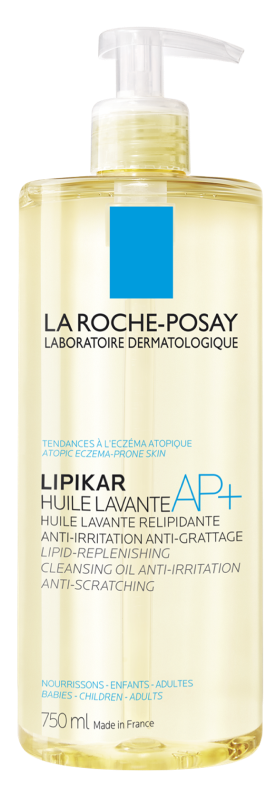 LA ROCHE-POSAY
LABORATOIRE DERMATOLOGIQUE
TENDANCES À L'ECZÉMA ATOPIQUE
ATOPIC ECZEMA-PRONE SKIN
LIPIKAR
HUILE LAVANTE AP+
HUILE LAVANTE RELIPIDANTE
ANTI-IRRITATION ANTI-GRATTAGE
LIPID-REPLENISHING
CLEANSING OIL ANTI-IRRITATION
ANTI-SCRATCHING
NOURRISSONS - ENFANTS - ADULTES
BABIES - CHILDREN - ADULTS
750 ml Made in France